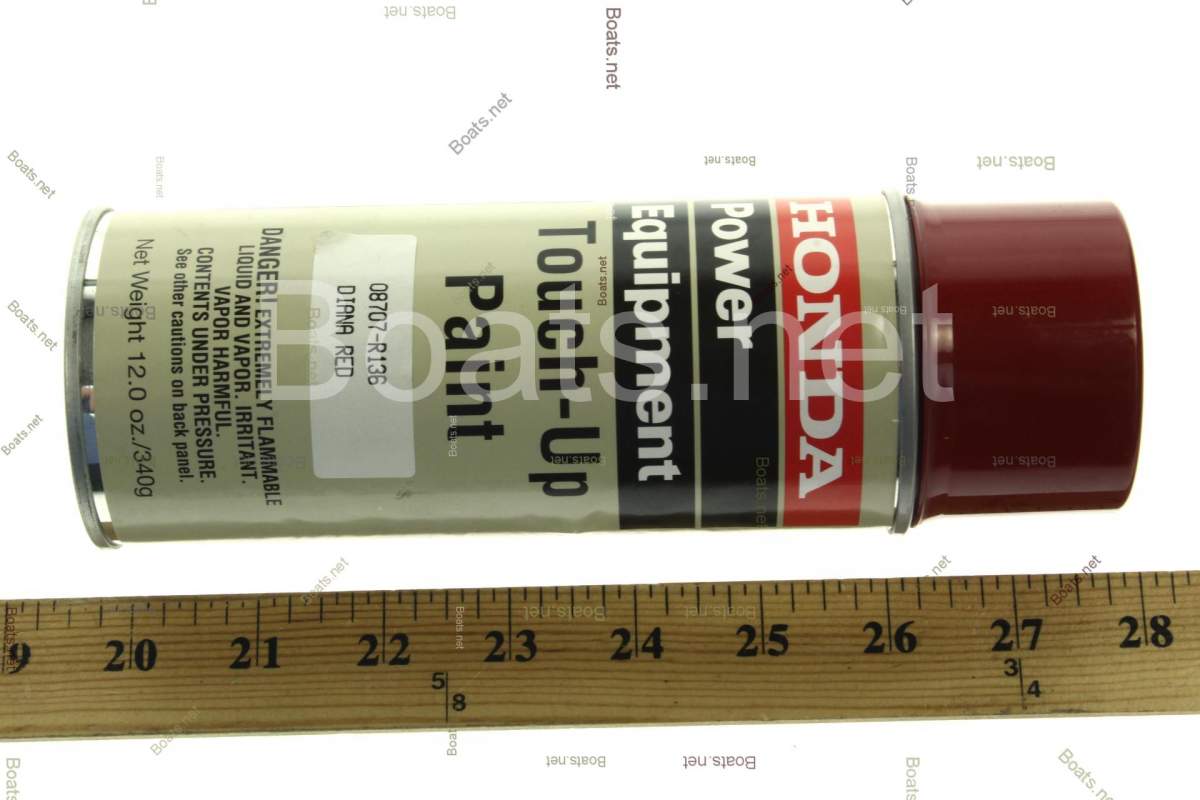 HONDA
Power
Equipment
Touch-Up
Paint
08707-R136
DIANA RED
DANGER! EXTREMELY FLAMMABLE
LIQUID AND VAPOR. IRRITANT.
VAPOR HARMFUL.
CONTENTS UNDER PRESSURE.
See other cautions on back panel.
Net Weight 12.0 oz./340g
Boats.net
9 20 21 22 23 24 25 26 27 28
5/8 3/4